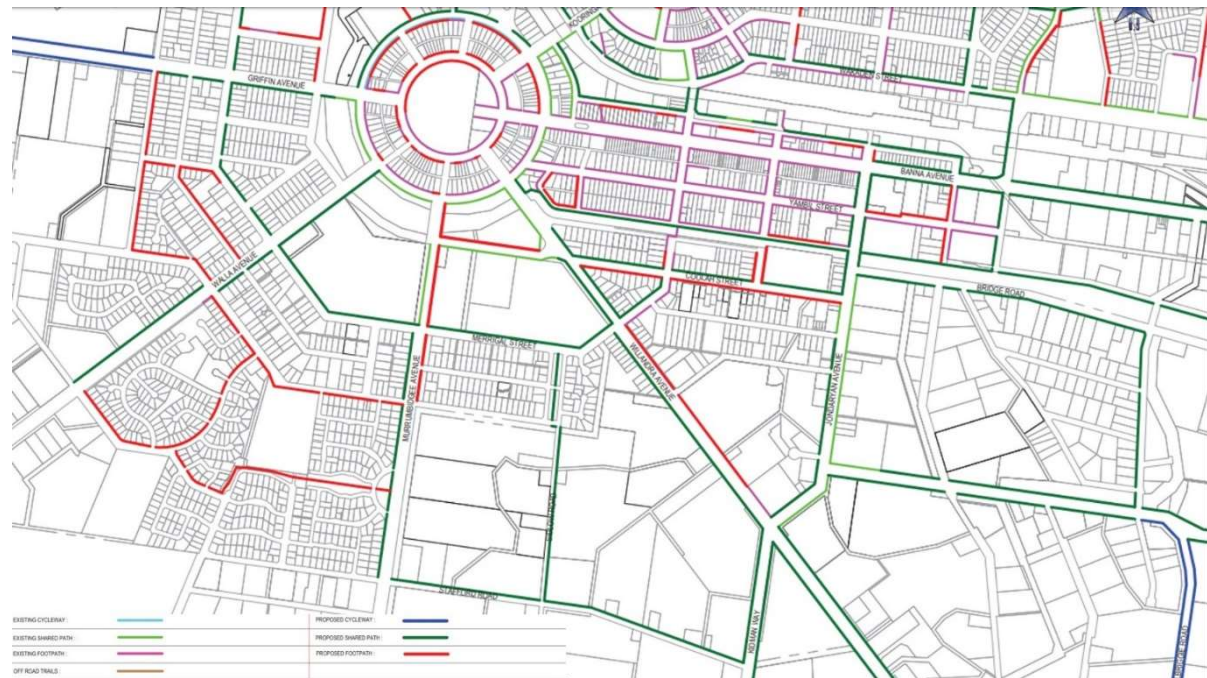 KOORING
GRIFFIN AVENUE
BANNA AVENUE
YAMBIL STREET
WALLA AVENUE
COOLAH STREET
BRIDGE ROAD
MERRIGAL STREET
WILLANDRA AVENUE
JONDARYAN AVENUE
MURRUMBIDGEE AVENUE
STAFFORD ROAD
KIDMAN WAY
EXISTING CYCLEWAY :
PROPOSED CYCLEWAY :
EXISTING SHARED PATH :
PROPOSED SHARED PATH :
EXISTING FOOTPATH :
PROPOSED FOOTPATH :
OFF ROAD TRAILS :